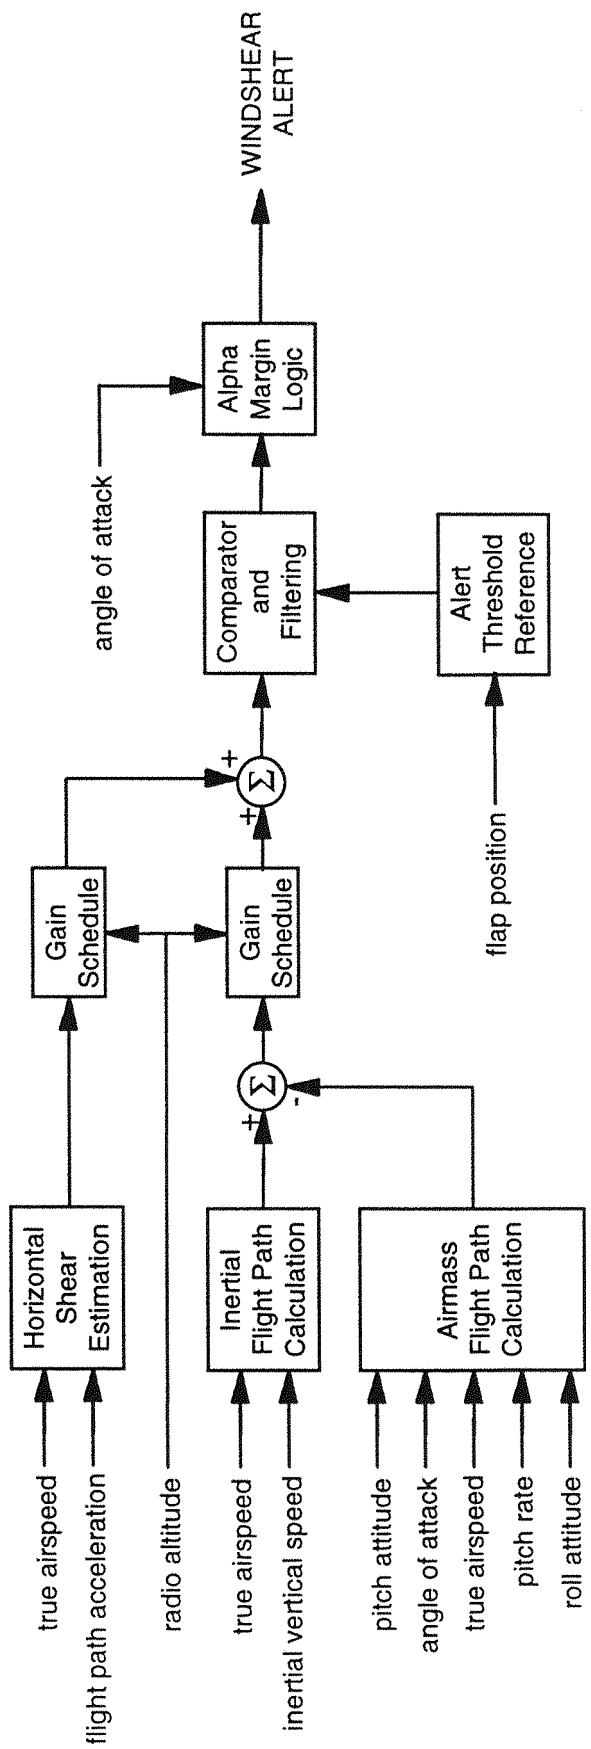 true airspeed
flight path acceleration
Horizontal
Shear
Estimation
Gain
Schedule
radio altitude
true airspeed
inertial vertical speed
Inertial
Flight Path
Calculation
+
-
Σ
Gain
Schedule
+
+
Σ
pitch attitude
angle of attack
true airspeed
pitch rate
roll attitude
Airmass
Flight Path
Calculation
Comparator
and
Filtering
flap position
Alert
Threshold
Reference
angle of attack
Alpha
Margin
Logic
WINDSHEAR
ALERT